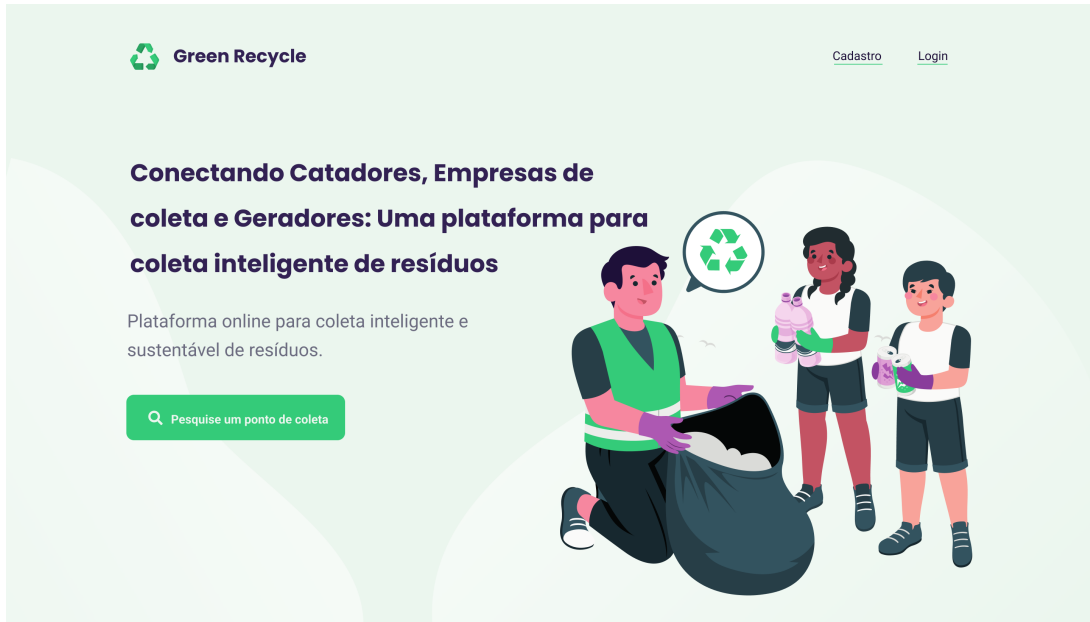 Green Recycle
Cadastro
Login
Conectando Catadores, Empresas de
coleta e Geradores: Uma plataforma para
coleta inteligente de resíduos
Plataforma online para coleta inteligente e
sustentável de resíduos.
Pesquise um ponto de coleta